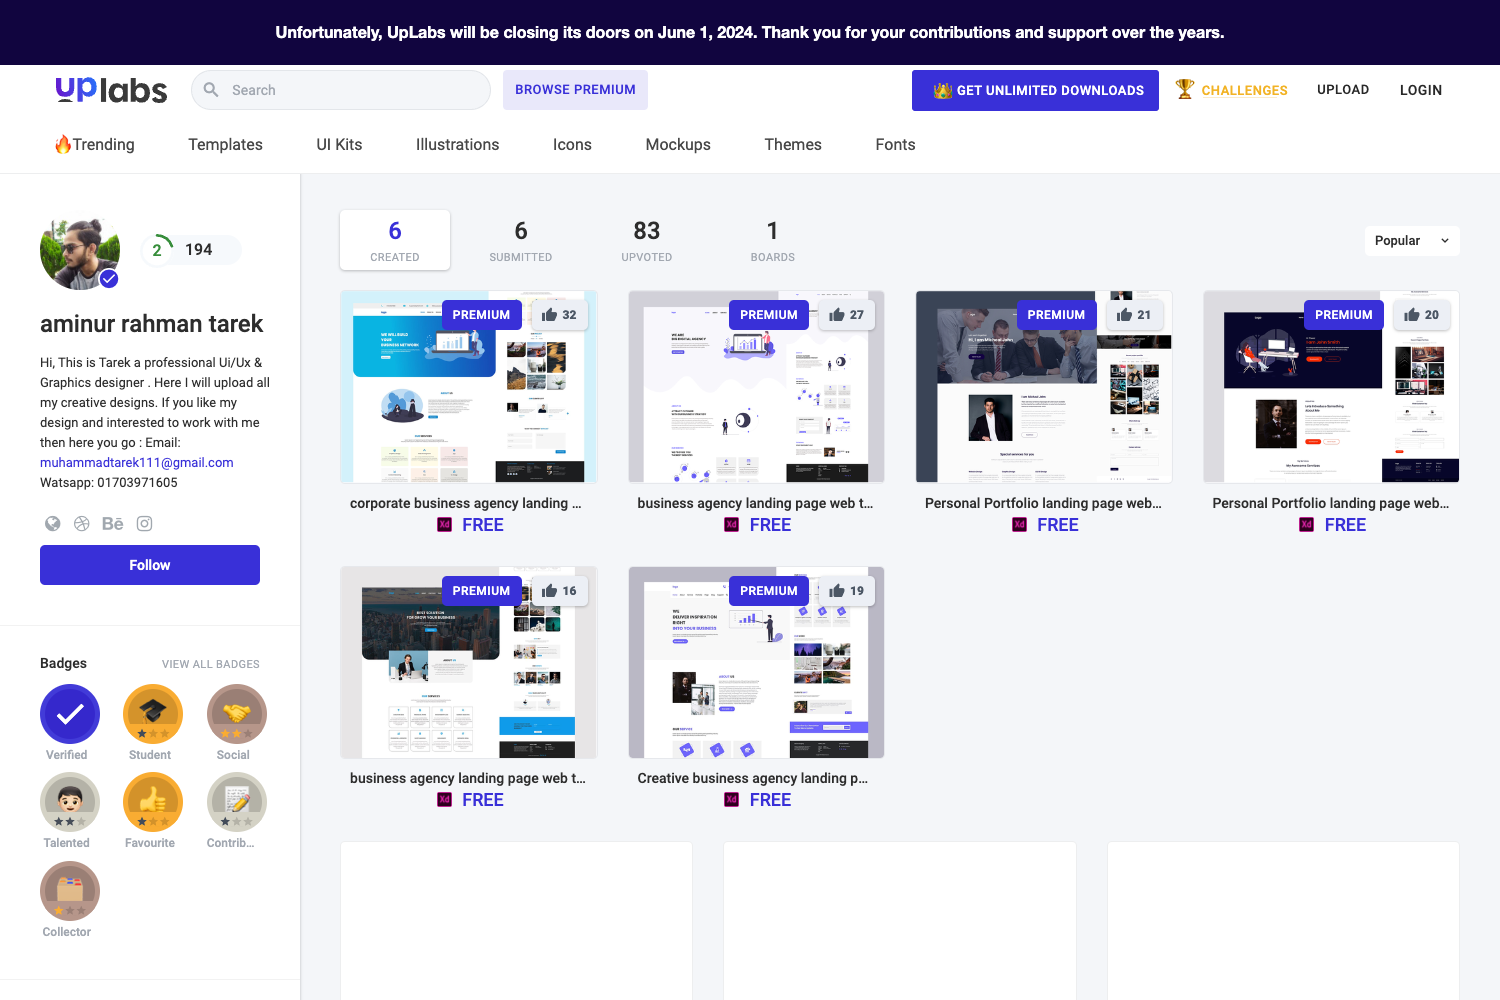 Unfortunately, UpLabs will be closing its doors on June 1, 2024. Thank you for your contributions and support over the years.
uplabs
Search
BROWSE PREMIUM
GET UNLIMITED DOWNLOADS
CHALLENGES
UPLOAD
LOGIN
Trending
Templates
UI Kits
Illustrations
Icons
Mockups
Themes
Fonts
2
194
aminur rahman tarek
Hi, This is Tarek a professional Ui/Ux &
Graphics designer . Here I will upload all
my creative designs. If you like my
design and interested to work with me
then here you go : Email:
muhammadtarek111@gmail.com
Watsapp: 01703971605
Bē
Follow
Badges
VIEW ALL BADGES
Verified
Student
Social
Talented
Favourite
Contrib...
Collector
6
CREATED
6
SUBMITTED
83
UPVOTED
1
BOARDS
Popular
PREMIUM
32
corporate business agency landing ...
Xd FREE
PREMIUM
27
business agency landing page web t...
Xd FREE
PREMIUM
21
Personal Portfolio landing page web...
Xd FREE
PREMIUM
20
Personal Portfolio landing page web...
Xd FREE
PREMIUM
16
business agency landing page web t...
Xd FREE
PREMIUM
19
WE
DELIVER INSPIRATION
RIGHT
INTO YOUR BUSINESS
Creative business agency landing p...
Xd FREE